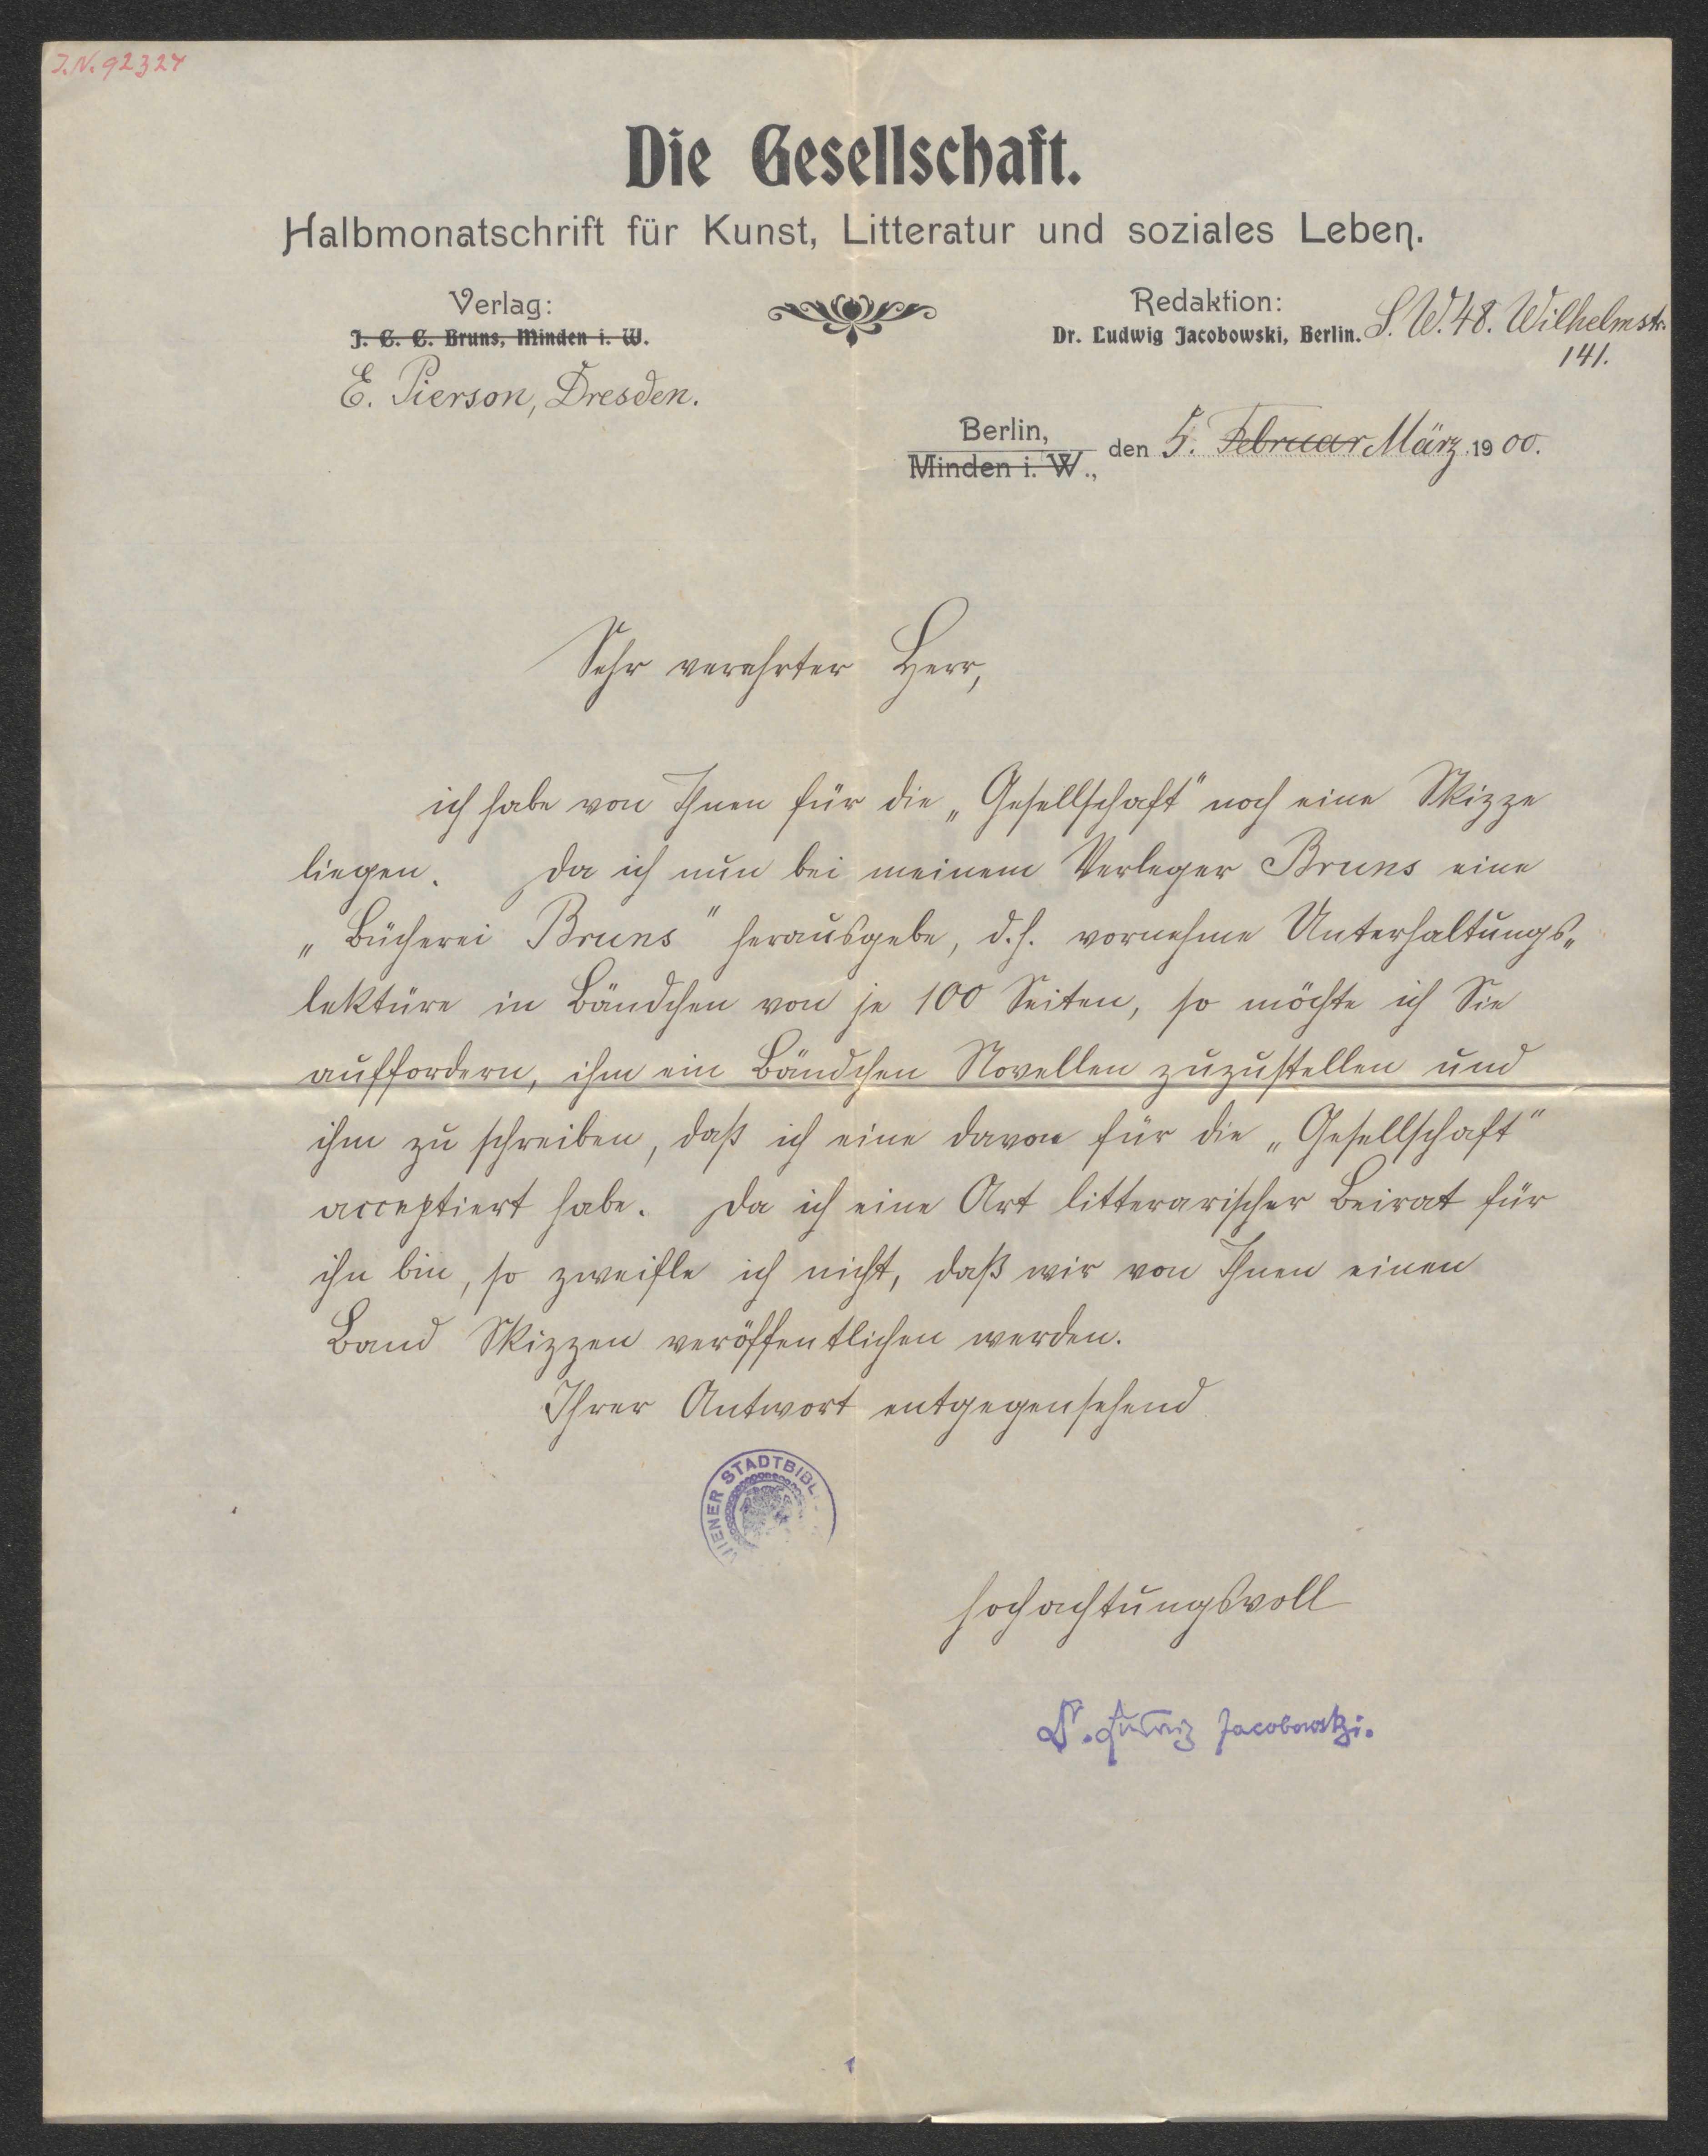 I.N. 92327
Die Gesellschaft.
Halbmonatschrift für Kunst, Litteratur und soziales Leben.
Verlag:
J. C. C. Bruns, Minden i. W.
E. Pierson, Dresden.
Redaktion:
Dr. Ludwig Jacobowski, Berlin. S. W. 48. Wilhelmstr.
141.
Berlin,
Minden i. W., den 5. Februar März 1900.
Sehr verehrter Herr,
ich habe von Ihnen für die „Gesellschaft" noch eine Skizze
liegen. Da ich nun bei meinem Verleger Bruns eine
„Bücherei Bruns" herausgebe, d. h. vornehme Unterhaltungs„
lektüre in Bändchen von je 100 Seiten, so möchte ich Sie
auffordern, ihm ein Bändchen Novellen zuzustellen und
ihm zu schreiben, daß ich eine davon für die „Gesellschaft"
acceptiert habe. Da ich eine Art litterarischer Beirat für
ihn bin, so zweifle ich nicht, daß wir von Ihnen einen
Band Skizzen veröffentlichen werden.
Ihrer Antwort entgegensehend
WIENER STADTBIBL
hochachtungsvoll
Dr. Ludwig Jacobowski.